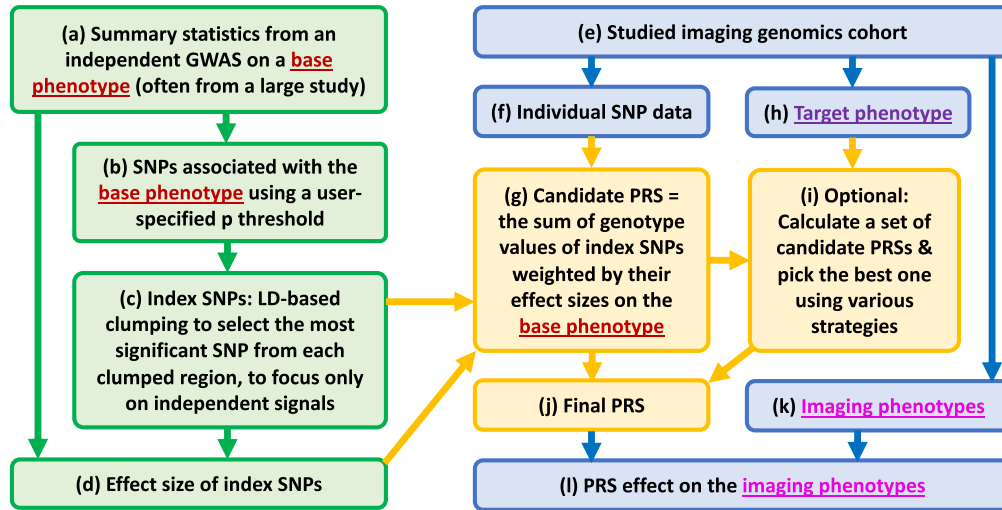 (a) Summary statistics from an
independent GWAS on a base
phenotype (often from a large study)
(b) SNPs associated with the
base phenotype using a user-
specified p threshold
(c) Index SNPs: LD-based
clumping to select the most
significant SNP from each
clumped region, to focus only
on independent signals
(d) Effect size of index SNPs
(e) Studied imaging genomics cohort
(f) Individual SNP data
(h) Target phenotype
(g) Candidate PRS =
the sum of genotype
values of index SNPs
weighted by their
effect sizes on the
base phenotype
(i) Optional:
Calculate a set of
candidate PRSs &
pick the best one
using various
strategies
(j) Final PRS
(k) Imaging phenotypes
(l) PRS effect on the imaging phenotypes